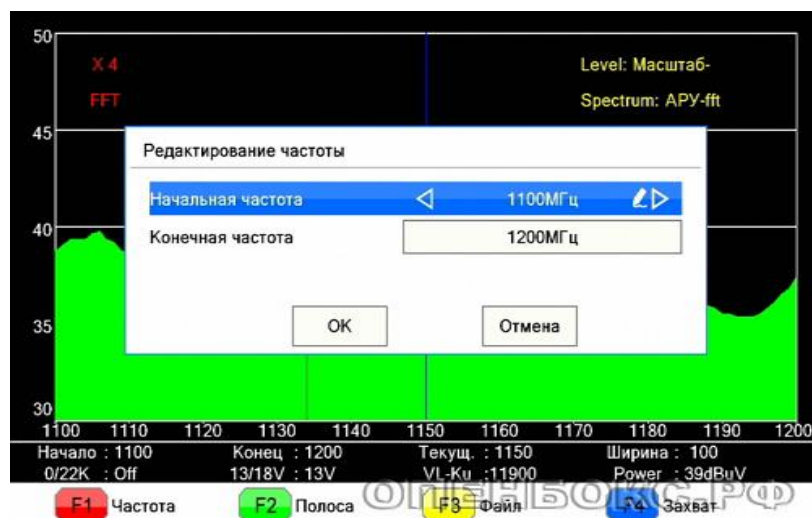 50
X 4
Level: Масштаб-
FFT
Spectrum: АРУ-fft
45
Редактирование частоты
Начальная частота 1100МГц
40
Конечная частота 1200МГц
35
OK Отмена
30
1100 1110 1120 1130 1140 1150 1160 1170 1180 1190 1200
Начало : 1100 Конец : 1200 Текущ. : 1150 Ширина : 100
0/22K : Off 13/18V : 13V VL-Ku :11900 Power : 39dBuV
F1 Частота F2 Полоса F3 Файл F4 Захват
ОПЕНБОКС.РФ